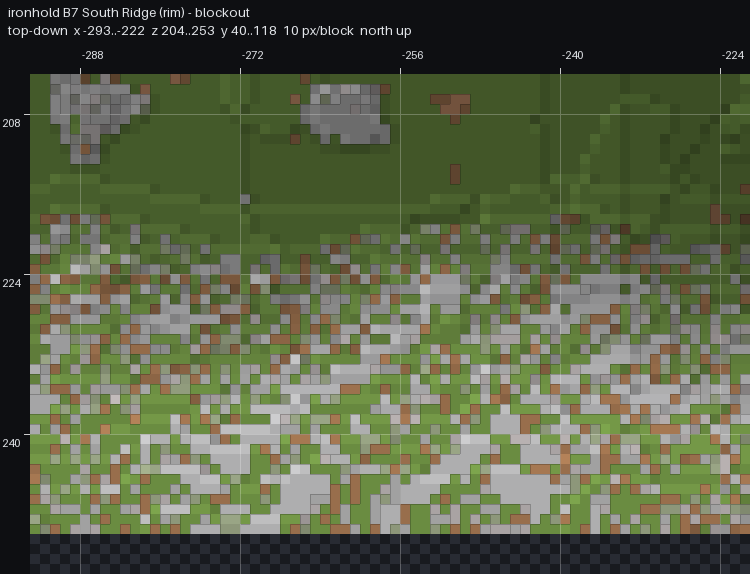 ironhold B7 South Ridge (rim) - blockout
top-down  x -293..-222  z 204..253  y 40..118  10 px/block  north up
-288 -272 -256 -240 -224
208
224
240